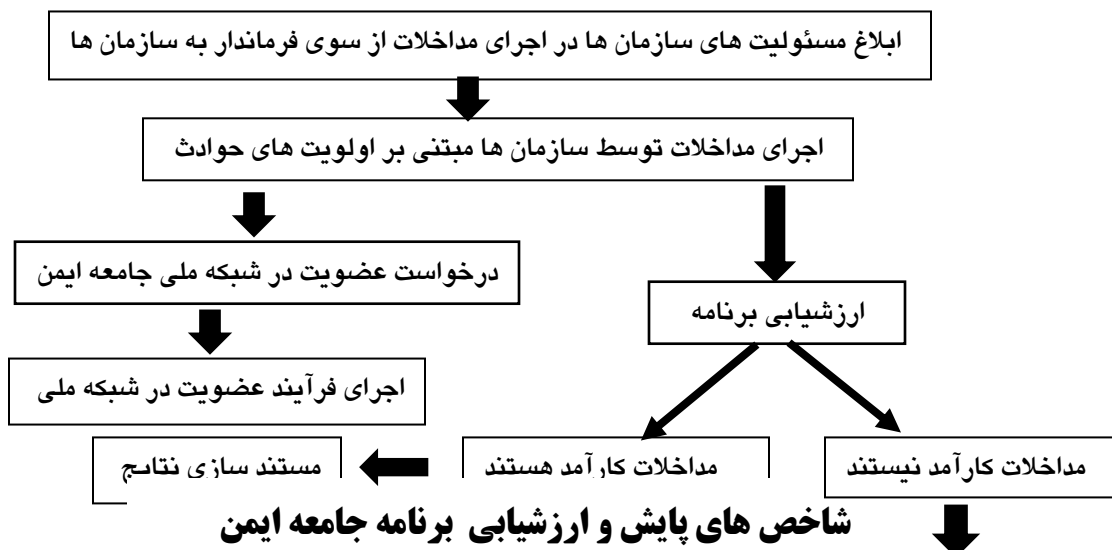 ابلاغ مسئولیت های سازمان ها در اجرای مداخلات از سوی فرماندار به سازمان ها
اجرای مداخلات توسط سازمان ها مبتنی بر اولویت های حوادث
درخواست عضویت در شبکه ملی جامعه ایمن
ارزشیابی برنامه
اجرای فرآیند عضویت در شبکه ملی
مداخلات کارآمد نیستند
مداخلات کارآمد هستند
مستند سازی نتایج
شاخص های پایش و ارزشیابی برنامه جامعه ایمن